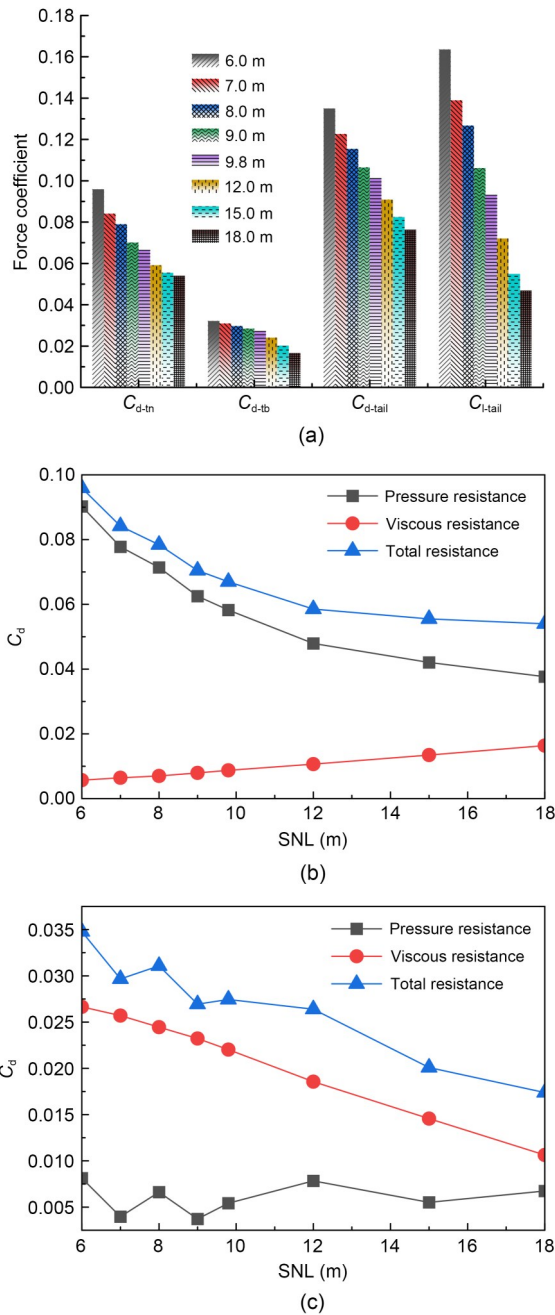 0.18
0.16
0.14
0.12
0.10
0.08
0.06
0.04
0.02
0.00
Force coefficient
6.0 m
7.0 m
8.0 m
9.0 m
9.8 m
12.0 m
15.0 m
18.0 m
Cd-tn Cd-tb Cd-tail Cl-tail
(a)
0.10
0.08
0.06
0.04
0.02
0.00
Cd
Pressure resistance
Viscous resistance
Total resistance
6 8 10 12 14 16 18
SNL (m)
(b)
0.035
0.030
0.025
0.020
0.015
0.010
0.005
Cd
Pressure resistance
Viscous resistance
Total resistance
6 8 10 12 14 16 18
SNL (m)
(c)